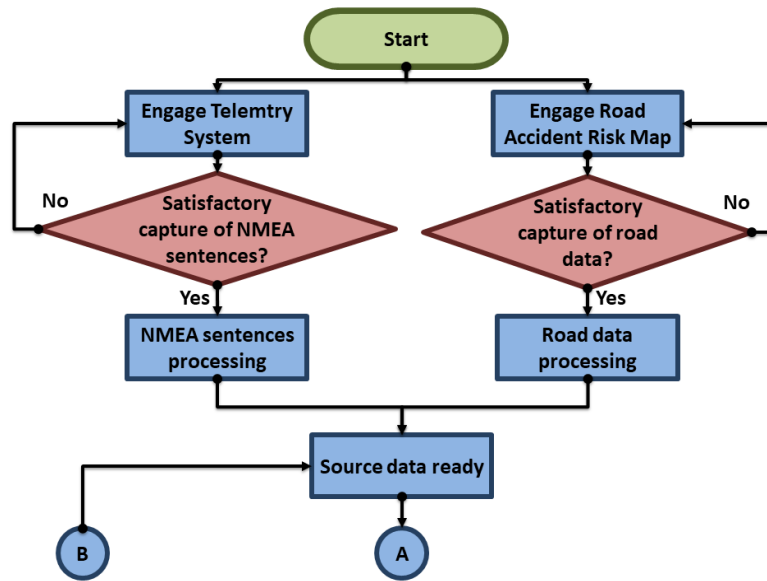 Start
Engage Telemtry
System
Engage Road
Accident Risk Map
No
Satisfactory
capture of NMEA
sentences?
Satisfactory
capture of road
data?
No
Yes
Yes
NMEA sentences
processing
Road data
processing
Source data ready
B
A